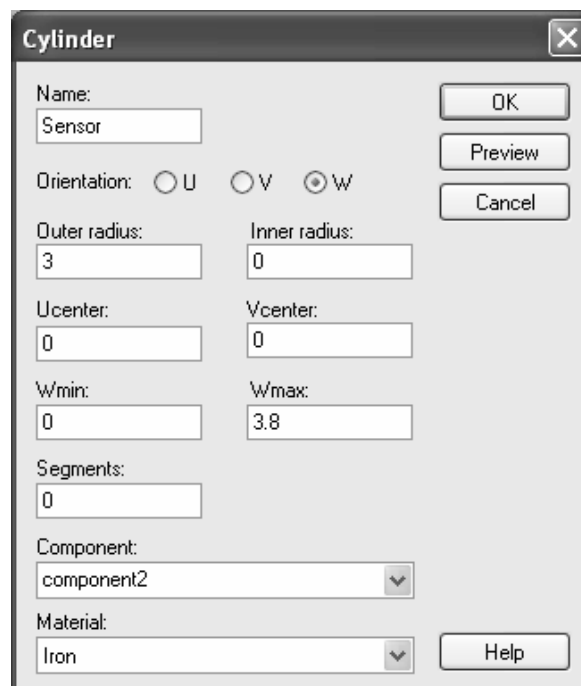 Cylinder
Name:
Sensor
OK
Preview
Orientation: U V W
Cancel
Outer radius: Inner radius:
3 0
Ucenter: Vcenter:
0 0
Wmin: Wmax:
0 3.8
Segments:
0
Component:
component2
Material:
Iron
Help